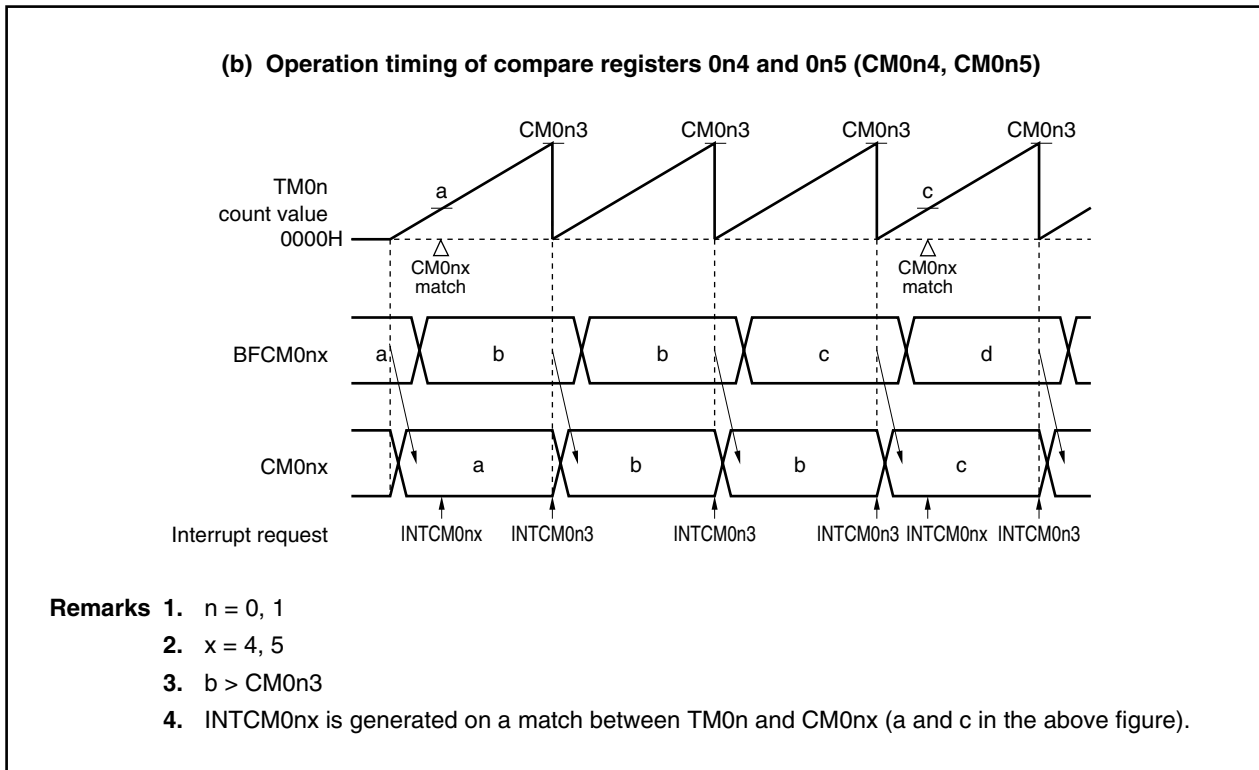 (b) Operation timing of compare registers 0n4 and 0n5 (CM0n4, CM0n5)
CM0n3 CM0n3 CM0n3 CM0n3
TM0n
count value
0000H
a c
CM0nx
match
CM0nx
match
BFCM0nx a b b c d
CM0nx a b b c
Interrupt request INTCM0nx INTCM0n3 INTCM0n3 INTCM0n3 INTCM0nx INTCM0n3
Remarks 1. n = 0, 1
2. x = 4, 5
3. b > CM0n3
4. INTCM0nx is generated on a match between TM0n and CM0nx (a and c in the above figure).